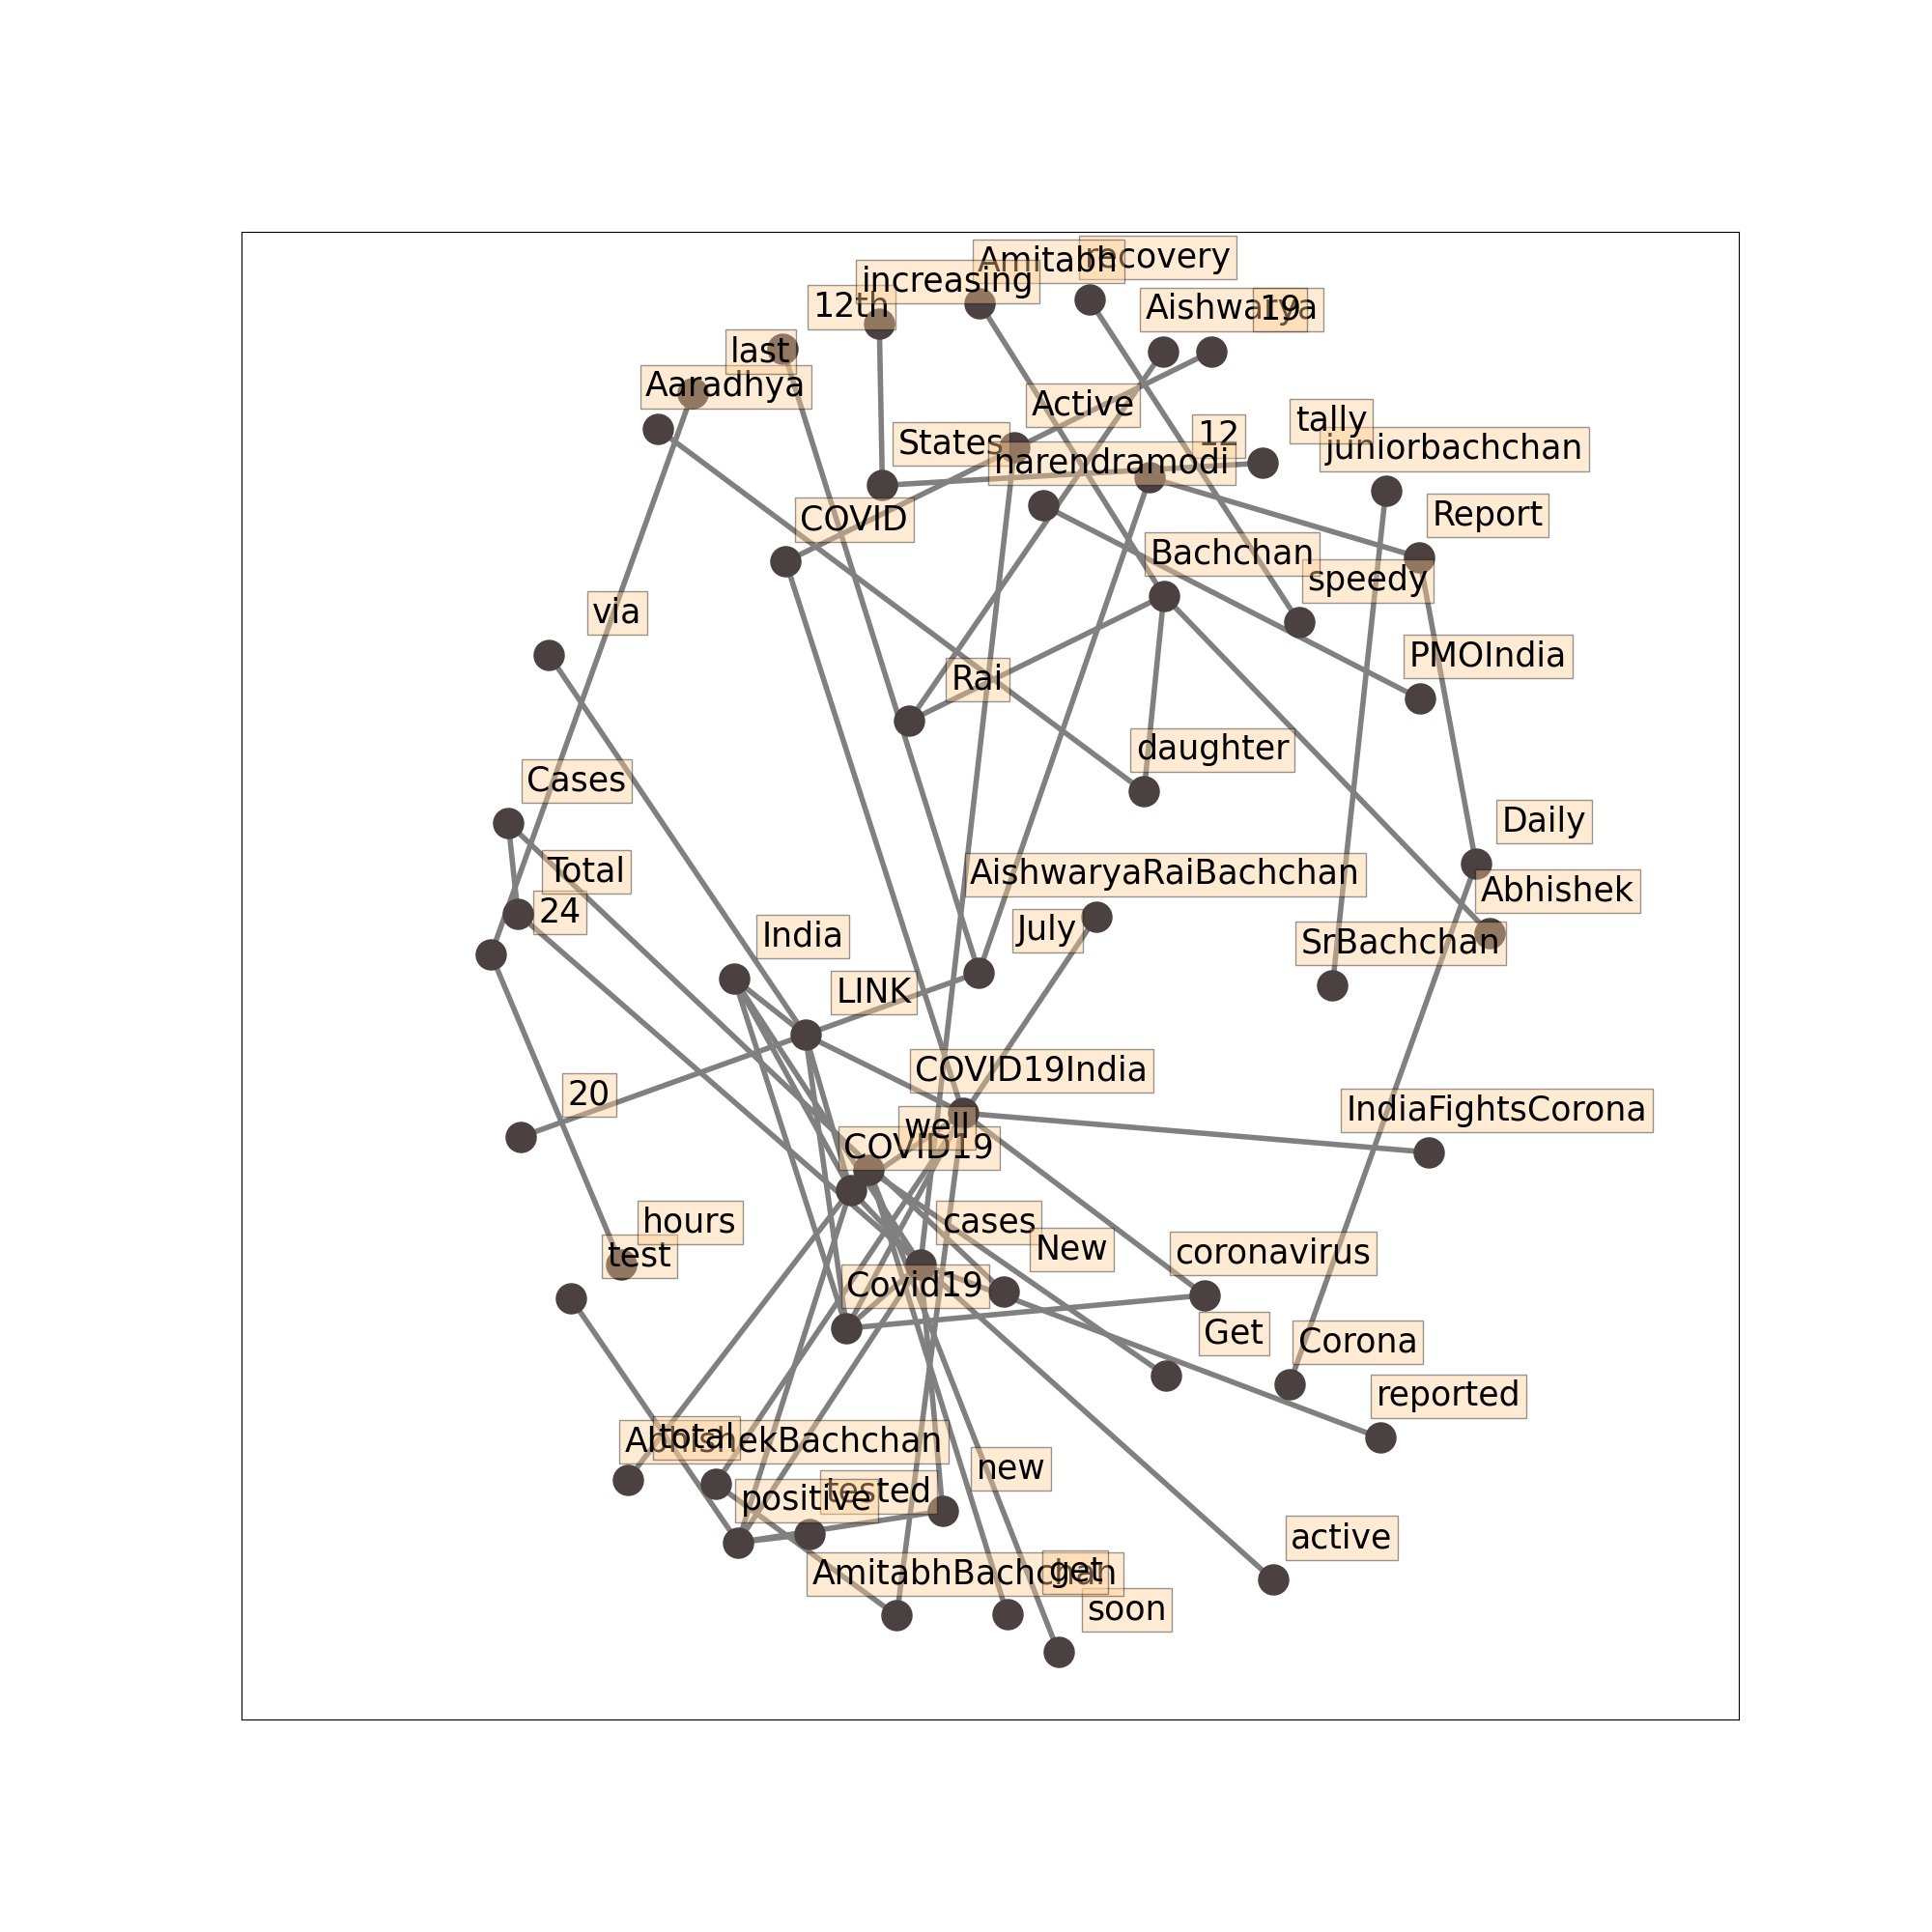 recovery
Amitabh
increasing
12th
Aishwarya
19
last
Aaradhya
Active
12
tally
States
narendramodi
juniorbachchan
COVID
Report
Bachchan
speedy
via
PMOIndia
Rai
daughter
Cases
Daily
Total
AishwaryaRaiBachchan
Abhishek
24
India
July
SrBachchan
LINK
COVID19India
20
IndiaFightsCorona
well
COVID19
hours
cases
test
New
coronavirus
Covid19
Get
Corona
reported
total
AbhishekBachchan
new
tested
positive
active
AmitabhBachchan
get
soon